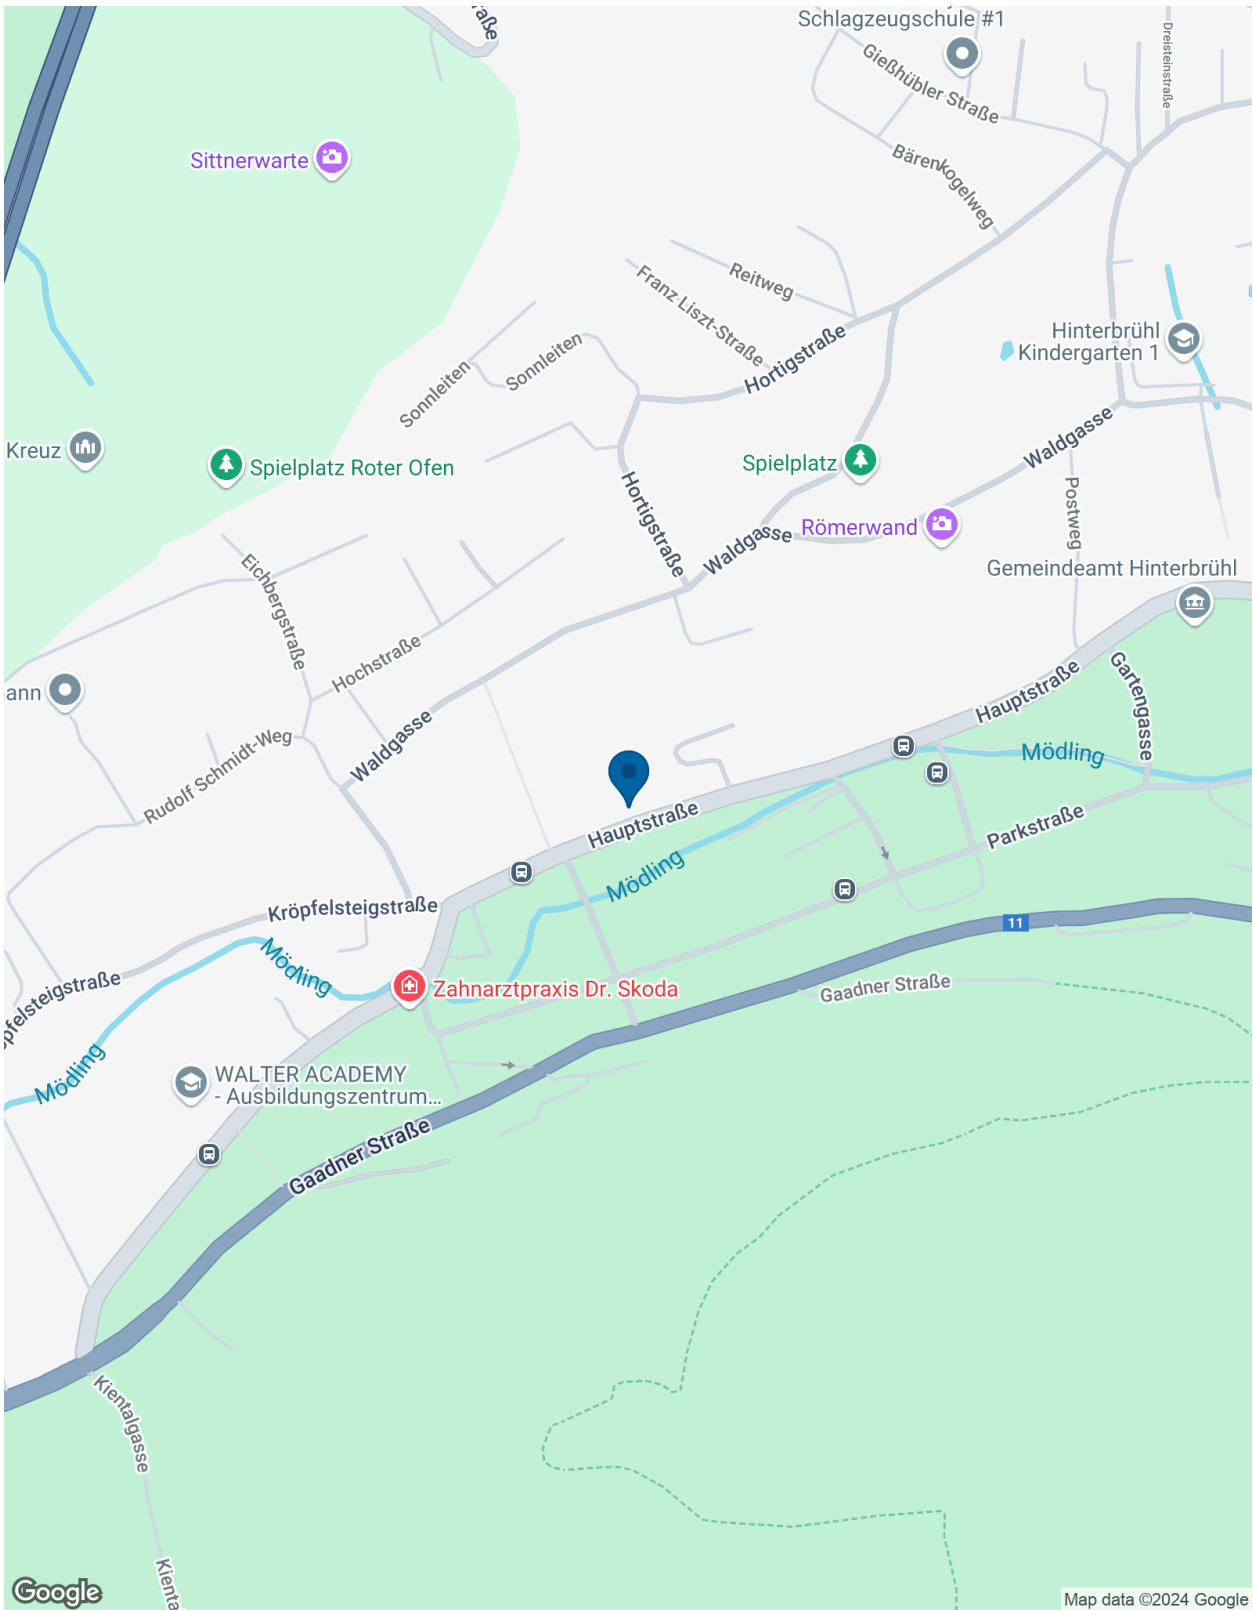 raße
Schlagzeugschule #1
Gießhübler Straße
Dreisteinstraße
Sittnerwarte
Bärenkogelweg
Reitweg
Franz Liszt-Straße
Hortigstraße
Hinterbrühl
Kindergarten 1
Sonnleiten
Sonnleiten
Kreuz
Spielplatz Roter Ofen
Spielplatz
Waldgasse
Hortigstraße
Postweg
Römerwand
Waldgasse
Gemeindeamt Hinterbrühl
Eichbergstraße
Hochstraße
ann
Hauptstraße
Gartengasse
Waldgasse
Rudolf Schmidt-Weg
Mödling
Hauptstraße
Parkstraße
Mödling
Kröpfelsteigstraße
11
Mödling
pfelsteigstraße
Zahnarztpraxis Dr. Skoda
Gaadner Straße
Mödling
WALTER ACADEMY
- Ausbildungszentrum...
Gaadner Straße
Kientalgasse
Kienta
Google
Map data ©2024 Google